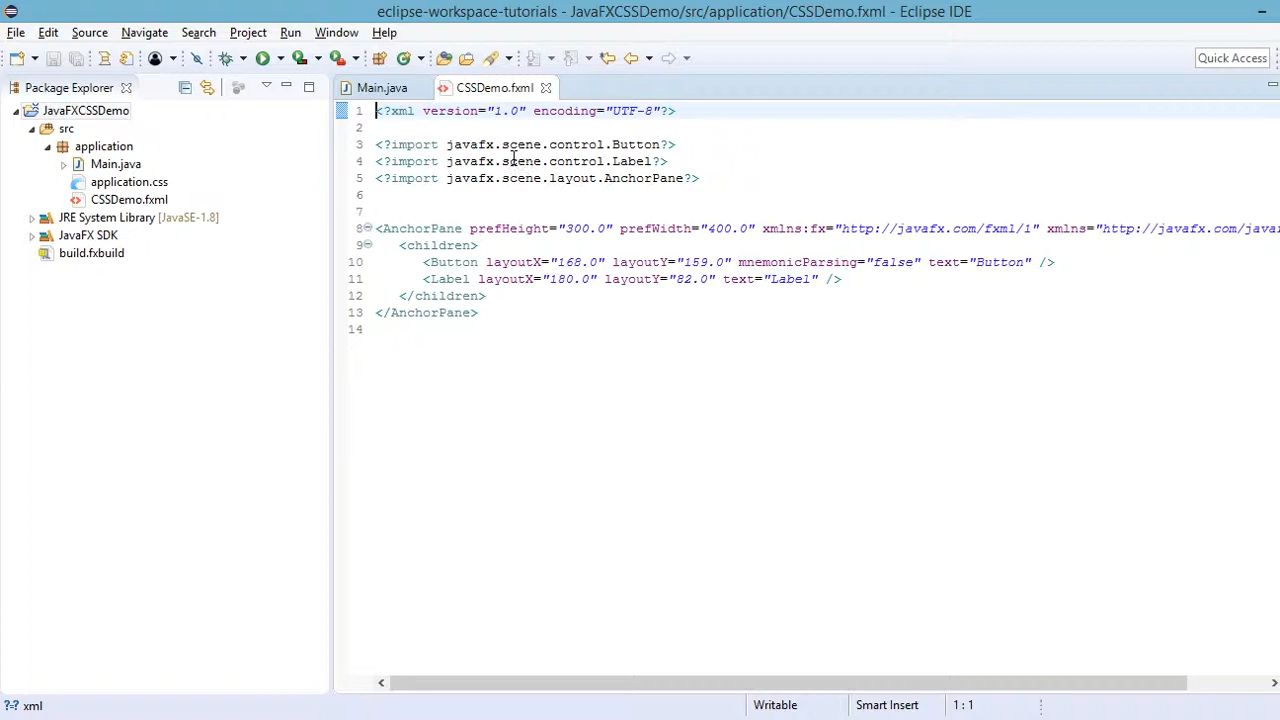 eclipse-workspace-tutorials - JavaFXCSSDemo/src/application/CSSDemo.fxml - Eclipse IDE
File Edit Source Navigate Search Project Run Window Help
Quick Access
Package Explorer
JavaFXCSSDemo
src
application
Main.java
application.css
CSSDemo.fxml
JRE System Library [JavaSE-1.8]
JavaFX SDK
build.fxbuild
Main.java CSSDemo.fxml
1 <?xml version="1.0" encoding="UTF-8"?>
2
3 <?import javafx.scene.control.Button?>
4 <?import javafx.scene.control.Label?>
5 <?import javafx.scene.layout.AnchorPane?>
6
7
8 <AnchorPane prefHeight="300.0" prefWidth="400.0" xmlns:fx="http://javafx.com/fxml/1" xmlns="http://javafx.com/java
9 <children>
10 <Button layoutX="168.0" layoutY="159.0" mnemonicParsing="false" text="Button" />
11 <Label layoutX="180.0" layoutY="82.0" text="Label" />
12 </children>
13 </AnchorPane>
14
xml Writable Smart Insert 1 : 1